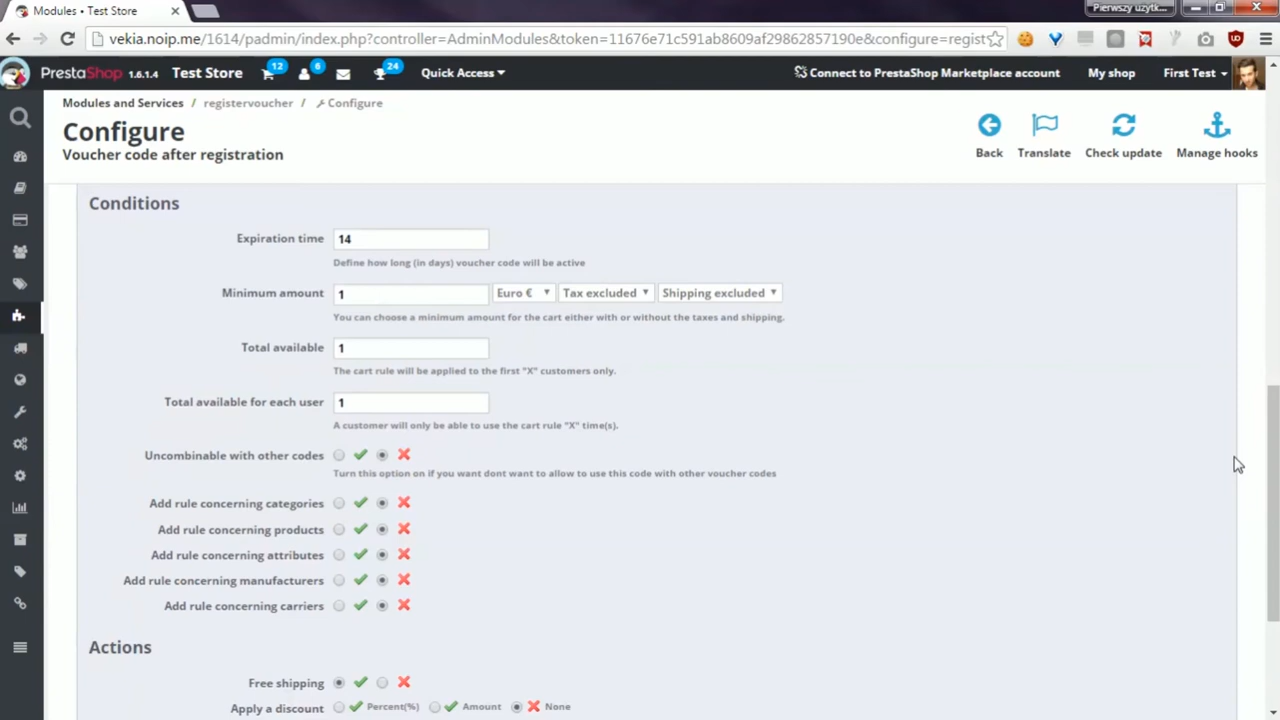 Modules • Test Store
Pierwszy użytk...
vekia.noip.me/1614/padmin/index.php?controller=AdminModules&token=11676e71c591ab8609af29862857190e&configure=regist
PrestaShop 1.6.1.4 Test Store 12 6 24 Quick Access Connect to PrestaShop Marketplace account My shop First Test
Modules and Services / registervoucher / Configure
Configure
Voucher code after registration
Back Translate Check update Manage hooks
Conditions
Expiration time 14
Define how long (in days) voucher code will be active
Minimum amount 1 Euro € Tax excluded Shipping excluded
You can choose a minimum amount for the cart either with or without the taxes and shipping.
Total available 1
The cart rule will be applied to the first "X" customers only.
Total available for each user 1
A customer will only be able to use the cart rule "X" time(s).
Uncombinable with other codes
Turn this option on if you want dont want to allow to use this code with other voucher codes
Add rule concerning categories
Add rule concerning products
Add rule concerning attributes
Add rule concerning manufacturers
Add rule concerning carriers
Actions
Free shipping
Apply a discount Percent(%) Amount None